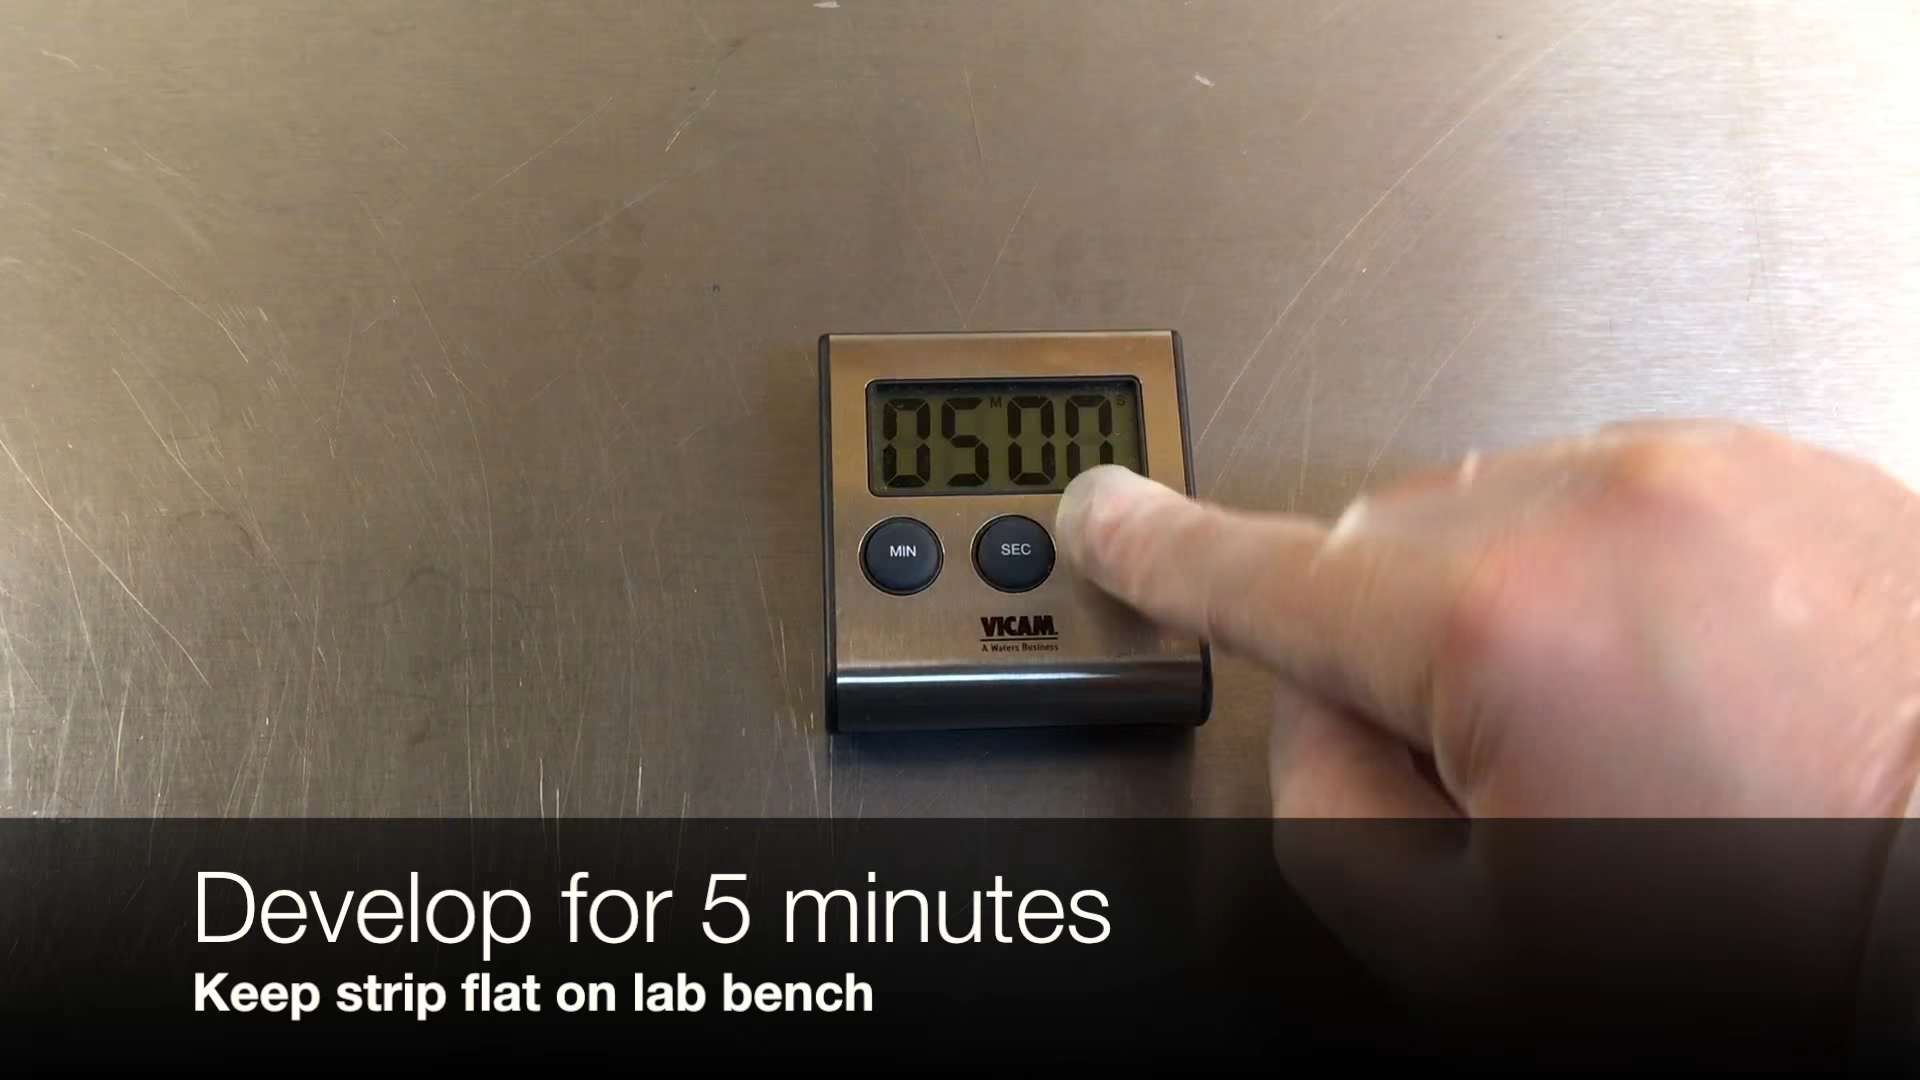 M S
0500
MIN SEC
VICAM
A Waters Business
Develop for 5 minutes
Keep strip flat on lab bench